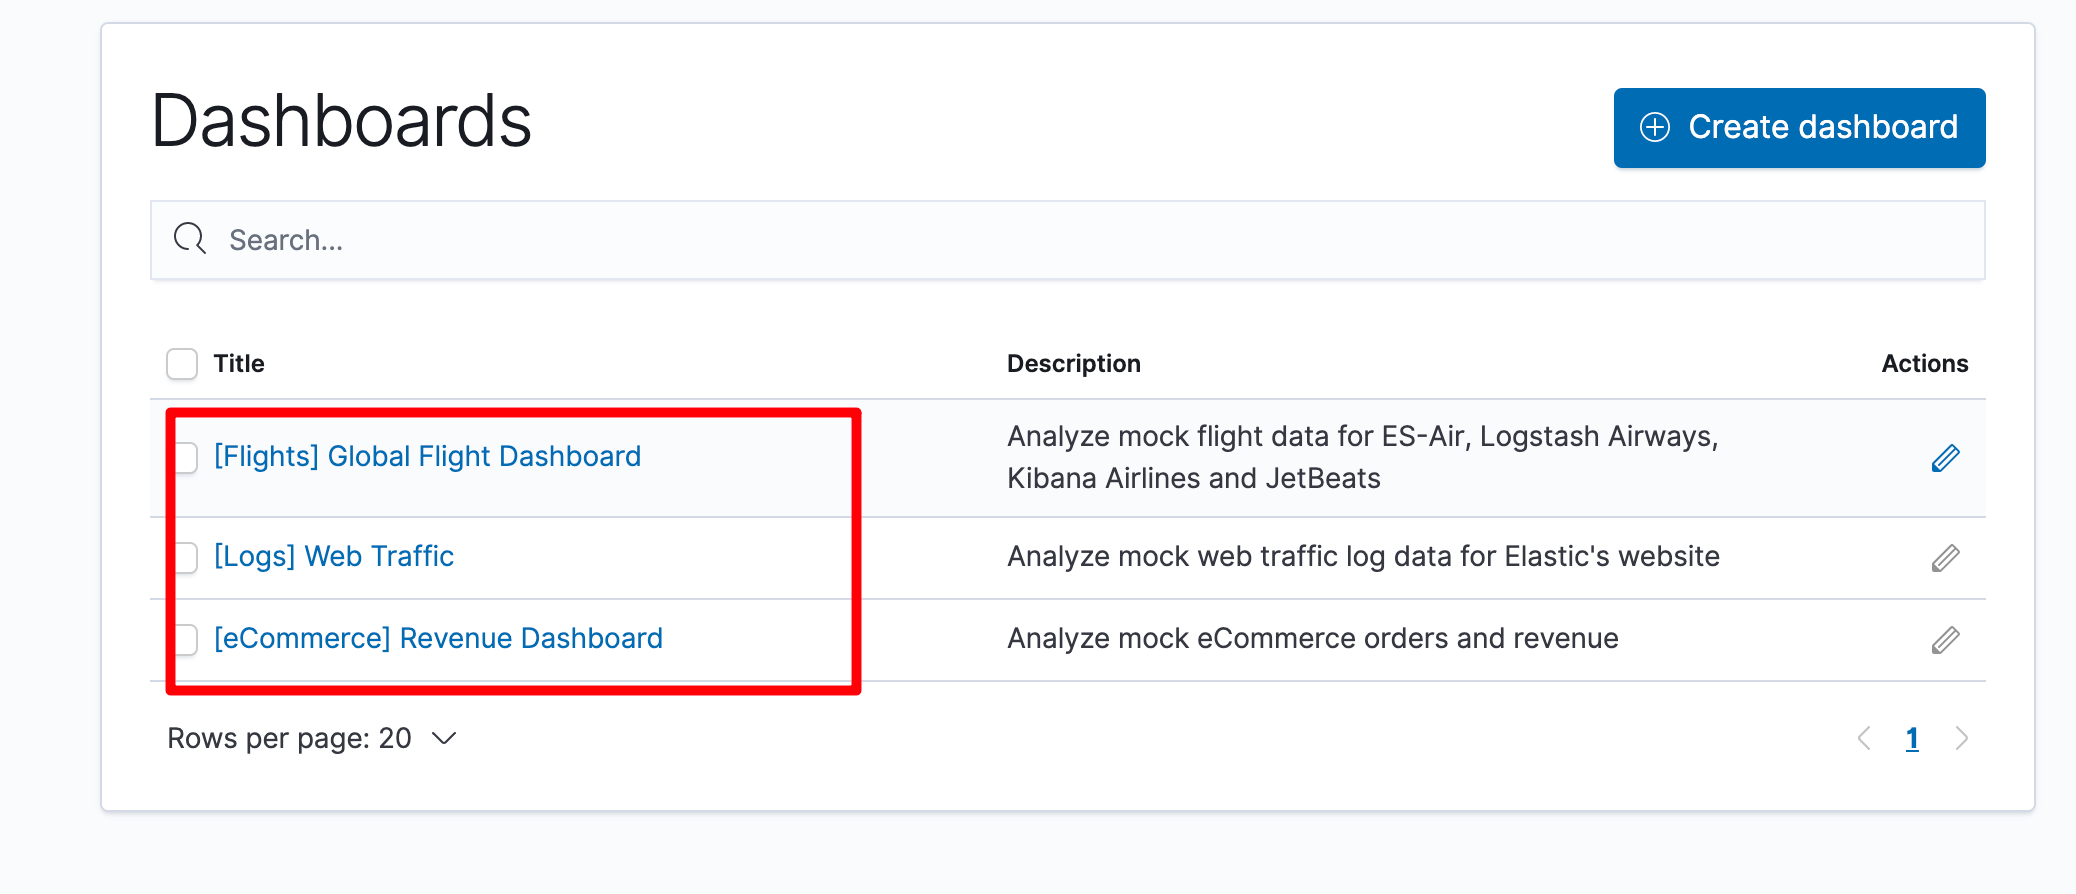 Dashboards
Create dashboard
Search...
Title Description Actions
[Flights] Global Flight Dashboard
Analyze mock flight data for ES-Air, Logstash Airways,
Kibana Airlines and JetBeats
[Logs] Web Traffic
Analyze mock web traffic log data for Elastic's website
[eCommerce] Revenue Dashboard
Analyze mock eCommerce orders and revenue
Rows per page: 20
1